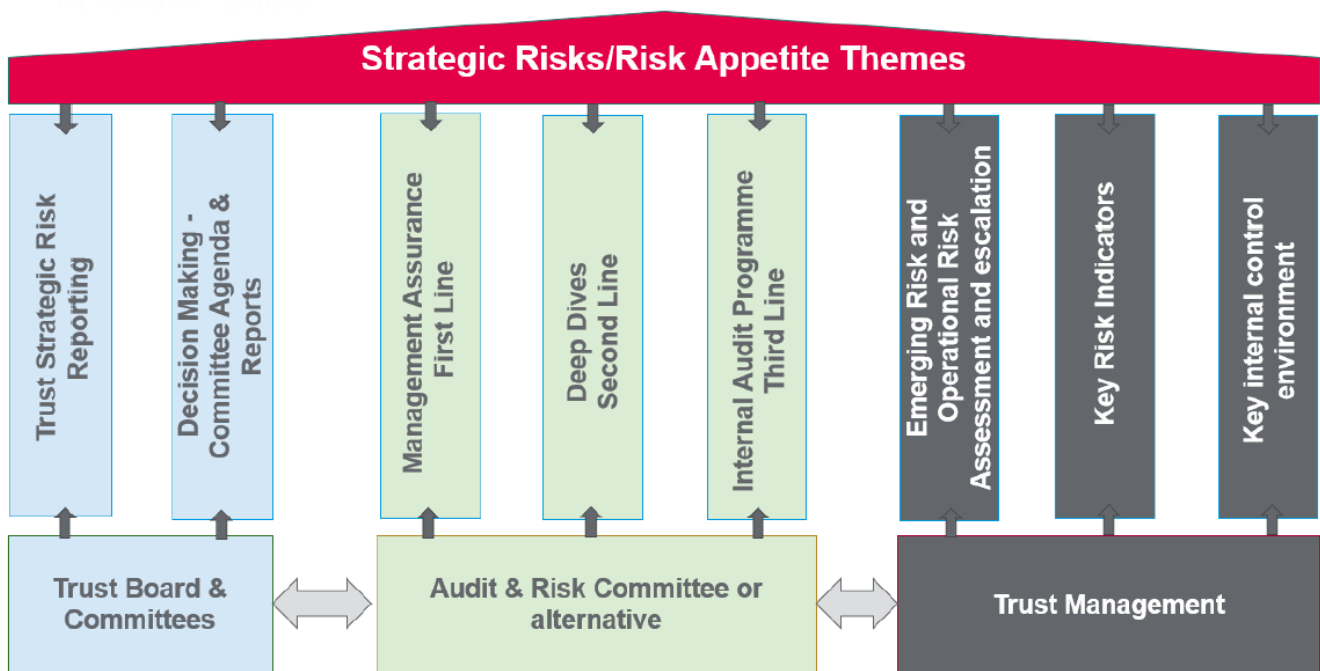 Strategic Risks/Risk Appetite Themes
Trust Strategic Risk
Reporting
Decision Making -
Committee Agenda &
Reports
Management Assurance
First Line
Deep Dives
Second Line
Internal Audit Programme
Third Line
Emerging Risk and
Operational Risk
Assessment and escalation
Key Risk Indicators
Key internal control
environment
Trust Board &
Committees
Audit & Risk Committee or
alternative
Trust Management